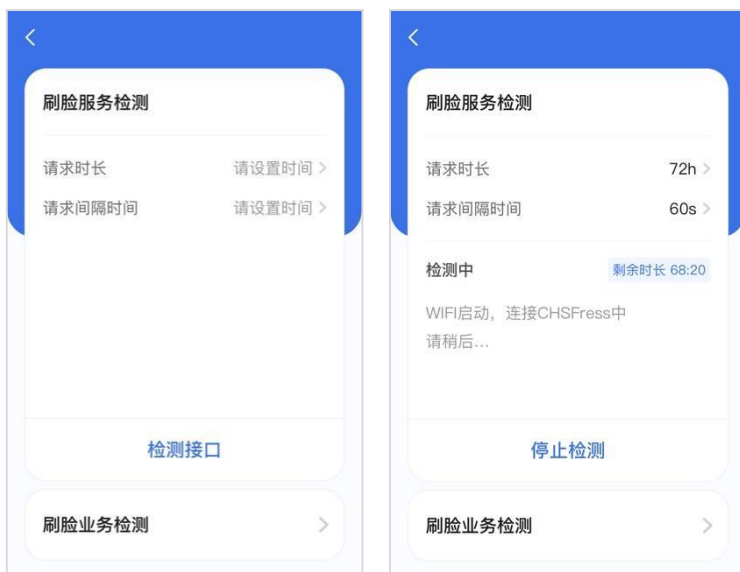 刷脸服务检测
请求时长 请设置时间
请求间隔时间 请设置时间
检测接口
刷脸业务检测
刷脸服务检测
请求时长 72h
请求间隔时间 60s
检测中 剩余时长 68:20
WIFI启动，连接CHSFress中
请稍后...
停止检测
刷脸业务检测